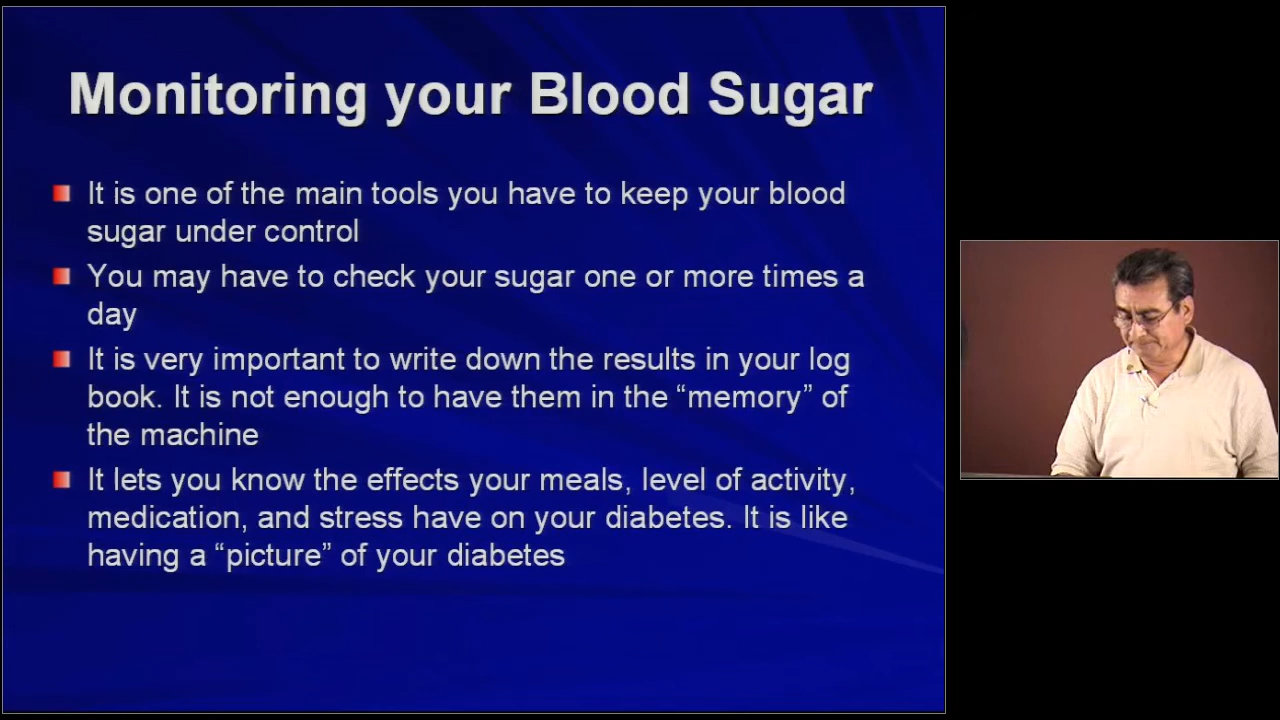 Monitoring your Blood Sugar
It is one of the main tools you have to keep your blood
sugar under control
You may have to check your sugar one or more times a
day
It is very important to write down the results in your log
book. It is not enough to have them in the “memory” of
the machine
It lets you know the effects your meals, level of activity,
medication, and stress have on your diabetes. It is like
having a “picture” of your diabetes